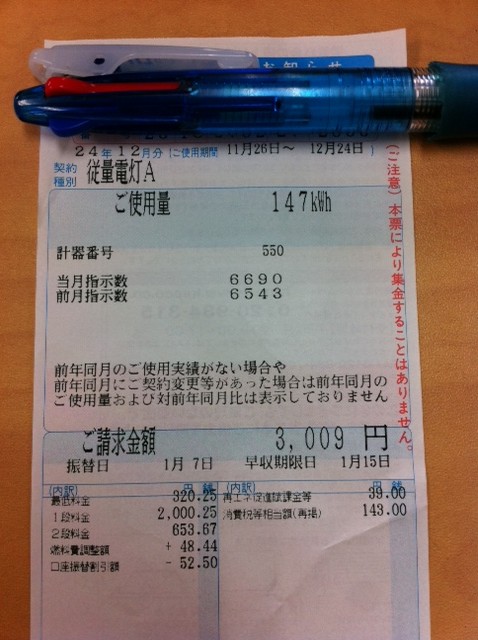 お知らせ
24年12月分 (ご使用期間 11月26日～ 12月24日)
契約種別 従量電灯A
ご使用量 147kWh
計器番号 550
当月指示数 6690
前月指示数 6543
前年同月のご使用実績がない場合や
前年同月にご契約変更等があった場合は前年同月の
ご使用量および対前年同月比は表示しておりません
(ご注意) 本票により集金することはありません。
ご請求金額 3,009 円
振替日 1月 7日 早収期限日 1月15日
(内訳) 円 銭 (内訳) 円 銭
最低料金 320.25 再エネ促進賦課金等 39.00
1段料金 2,000.25 消費税等相当額(再掲) 143.00
2段料金 653.67
燃料費調整額 + 48.44
口座振替割引額 - 52.50